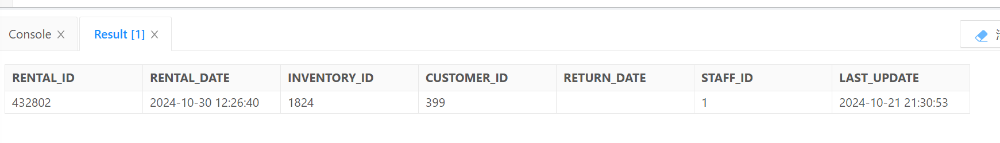 Console
Result [1]
RENTAL_ID RENTAL_DATE INVENTORY_ID CUSTOMER_ID RETURN_DATE STAFF_ID LAST_UPDATE
432802 2024-10-30 12:26:40 1824 399 1 2024-10-21 21:30:53